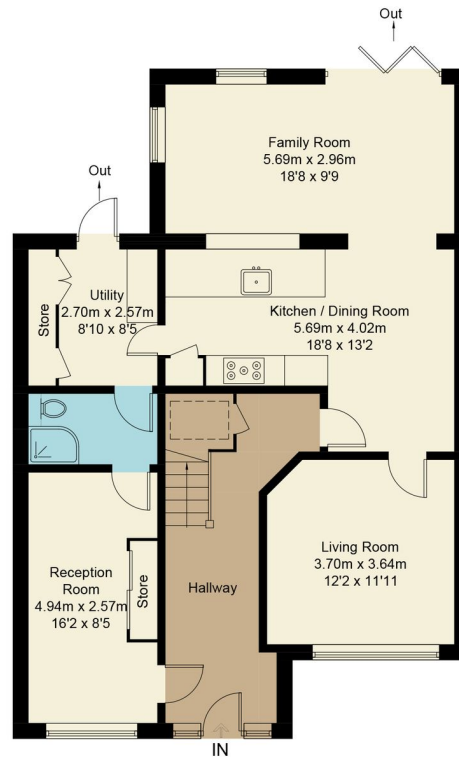 Out
Family Room
5.69m x 2.96m
18'8 x 9'9
Out
Utility
2.70m x 2.57m
8'10 x 8'5
Store
Kitchen / Dining Room
5.69m x 4.02m
18'8 x 13'2
Living Room
3.70m x 3.64m
12'2 x 11'11
Reception
Room
4.94m x 2.57m
16'2 x 8'5
Store
Hallway
IN